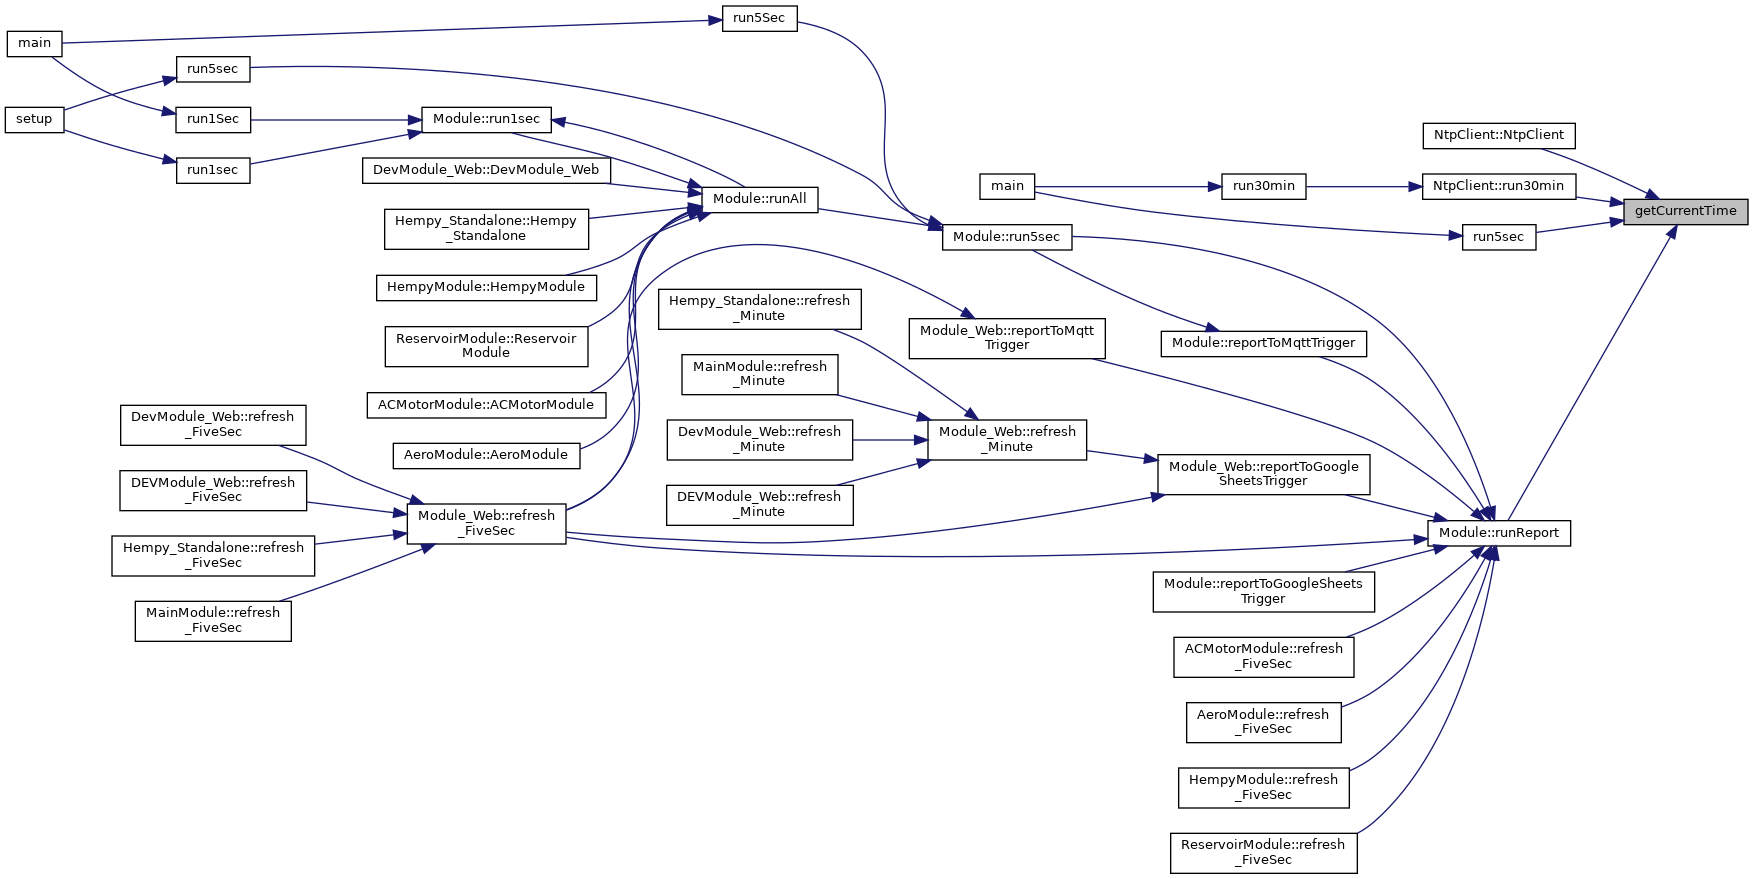 run5Sec
main
run5sec
setup
run1Sec
run1sec
Module::run1sec
DevModule_Web::DevModule_Web
Hempy_Standalone::Hempy
_Standalone
HempyModule::HempyModule
ReservoirModule::Reservoir
Module
ACMotorModule::ACMotorModule
AeroModule::AeroModule
Module::runAll
DevModule_Web::refresh
_FiveSec
DEVModule_Web::refresh
_FiveSec
Hempy_Standalone::refresh
_FiveSec
MainModule::refresh
_FiveSec
Module_Web::refresh
_FiveSec
Hempy_Standalone::refresh
_Minute
MainModule::refresh
_Minute
DevModule_Web::refresh
_Minute
DEVModule_Web::refresh
_Minute
Module_Web::reportToMqtt
Trigger
Module_Web::refresh
_Minute
main
Module::run5sec
run30min
NtpClient::NtpClient
NtpClient::run30min
run5sec
getCurrentTime
Module::reportToMqttTrigger
Module_Web::reportToGoogle
SheetsTrigger
Module::runReport
Module::reportToGoogleSheets
Trigger
ACMotorModule::refresh
_FiveSec
AeroModule::refresh
_FiveSec
HempyModule::refresh
_FiveSec
ReservoirModule::refresh
_FiveSec